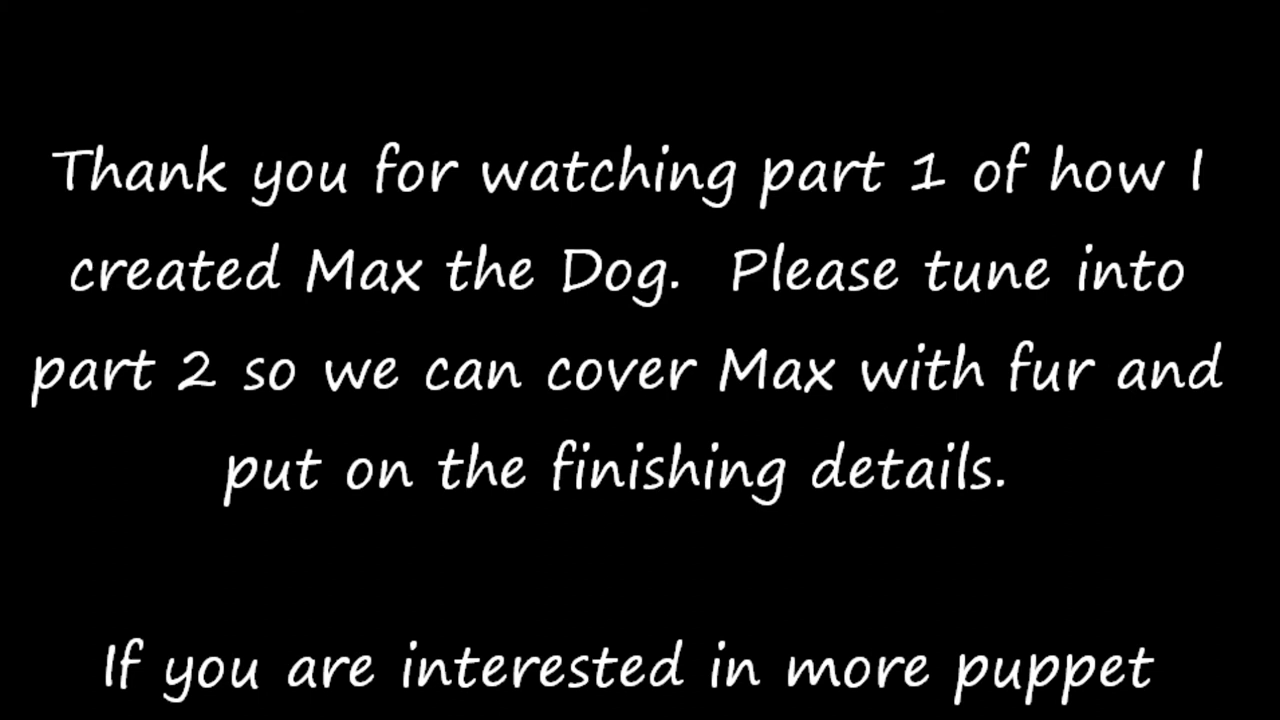 Thank you for watching part 1 of how I
created Max the Dog.  Please tune into
part 2 so we can cover Max with fur and
put on the finishing details.
If you are interested in more puppet